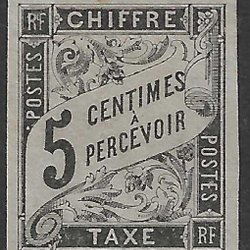 RF CHIFFRE RF
POSTES
5 CENTIMES
À
PERCEVOIR
POSTES
RF TAXE RF